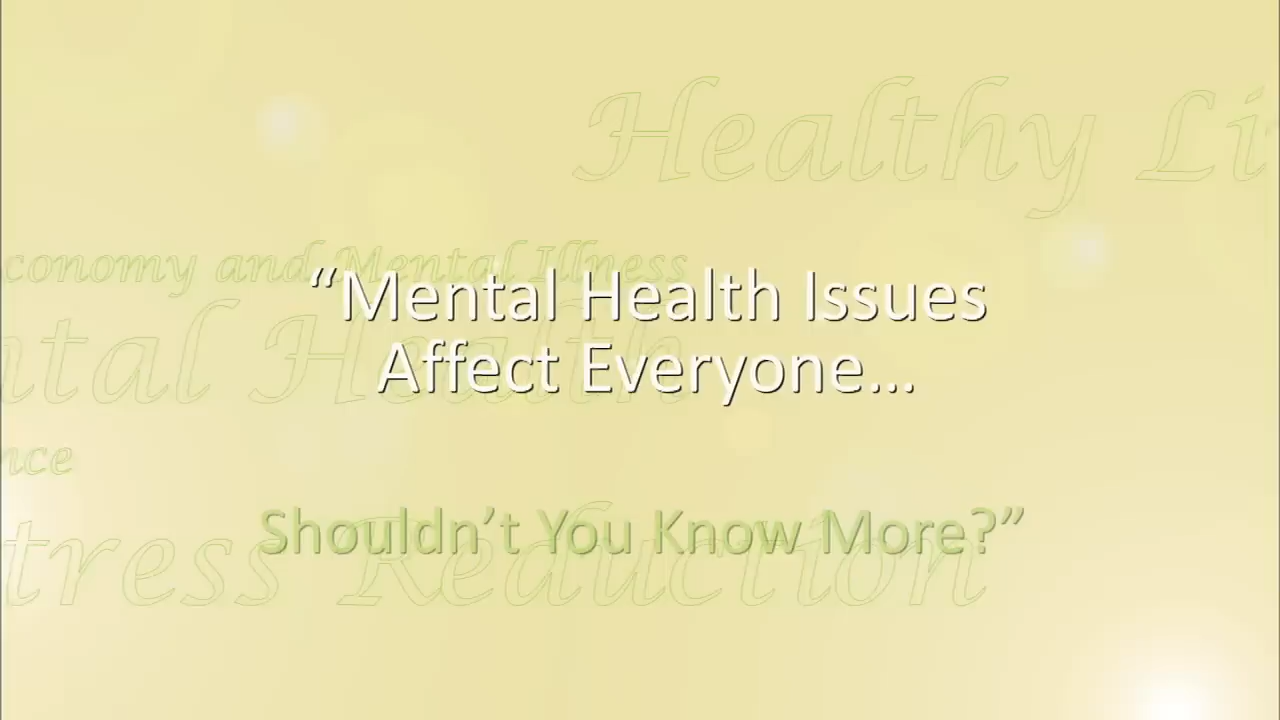 Healthy Li
conomy and Mental Illness
"Mental Health Issues
ntal Health
Affect Everyone...
nce
Shouldn't You Know More?"
tress Reduction